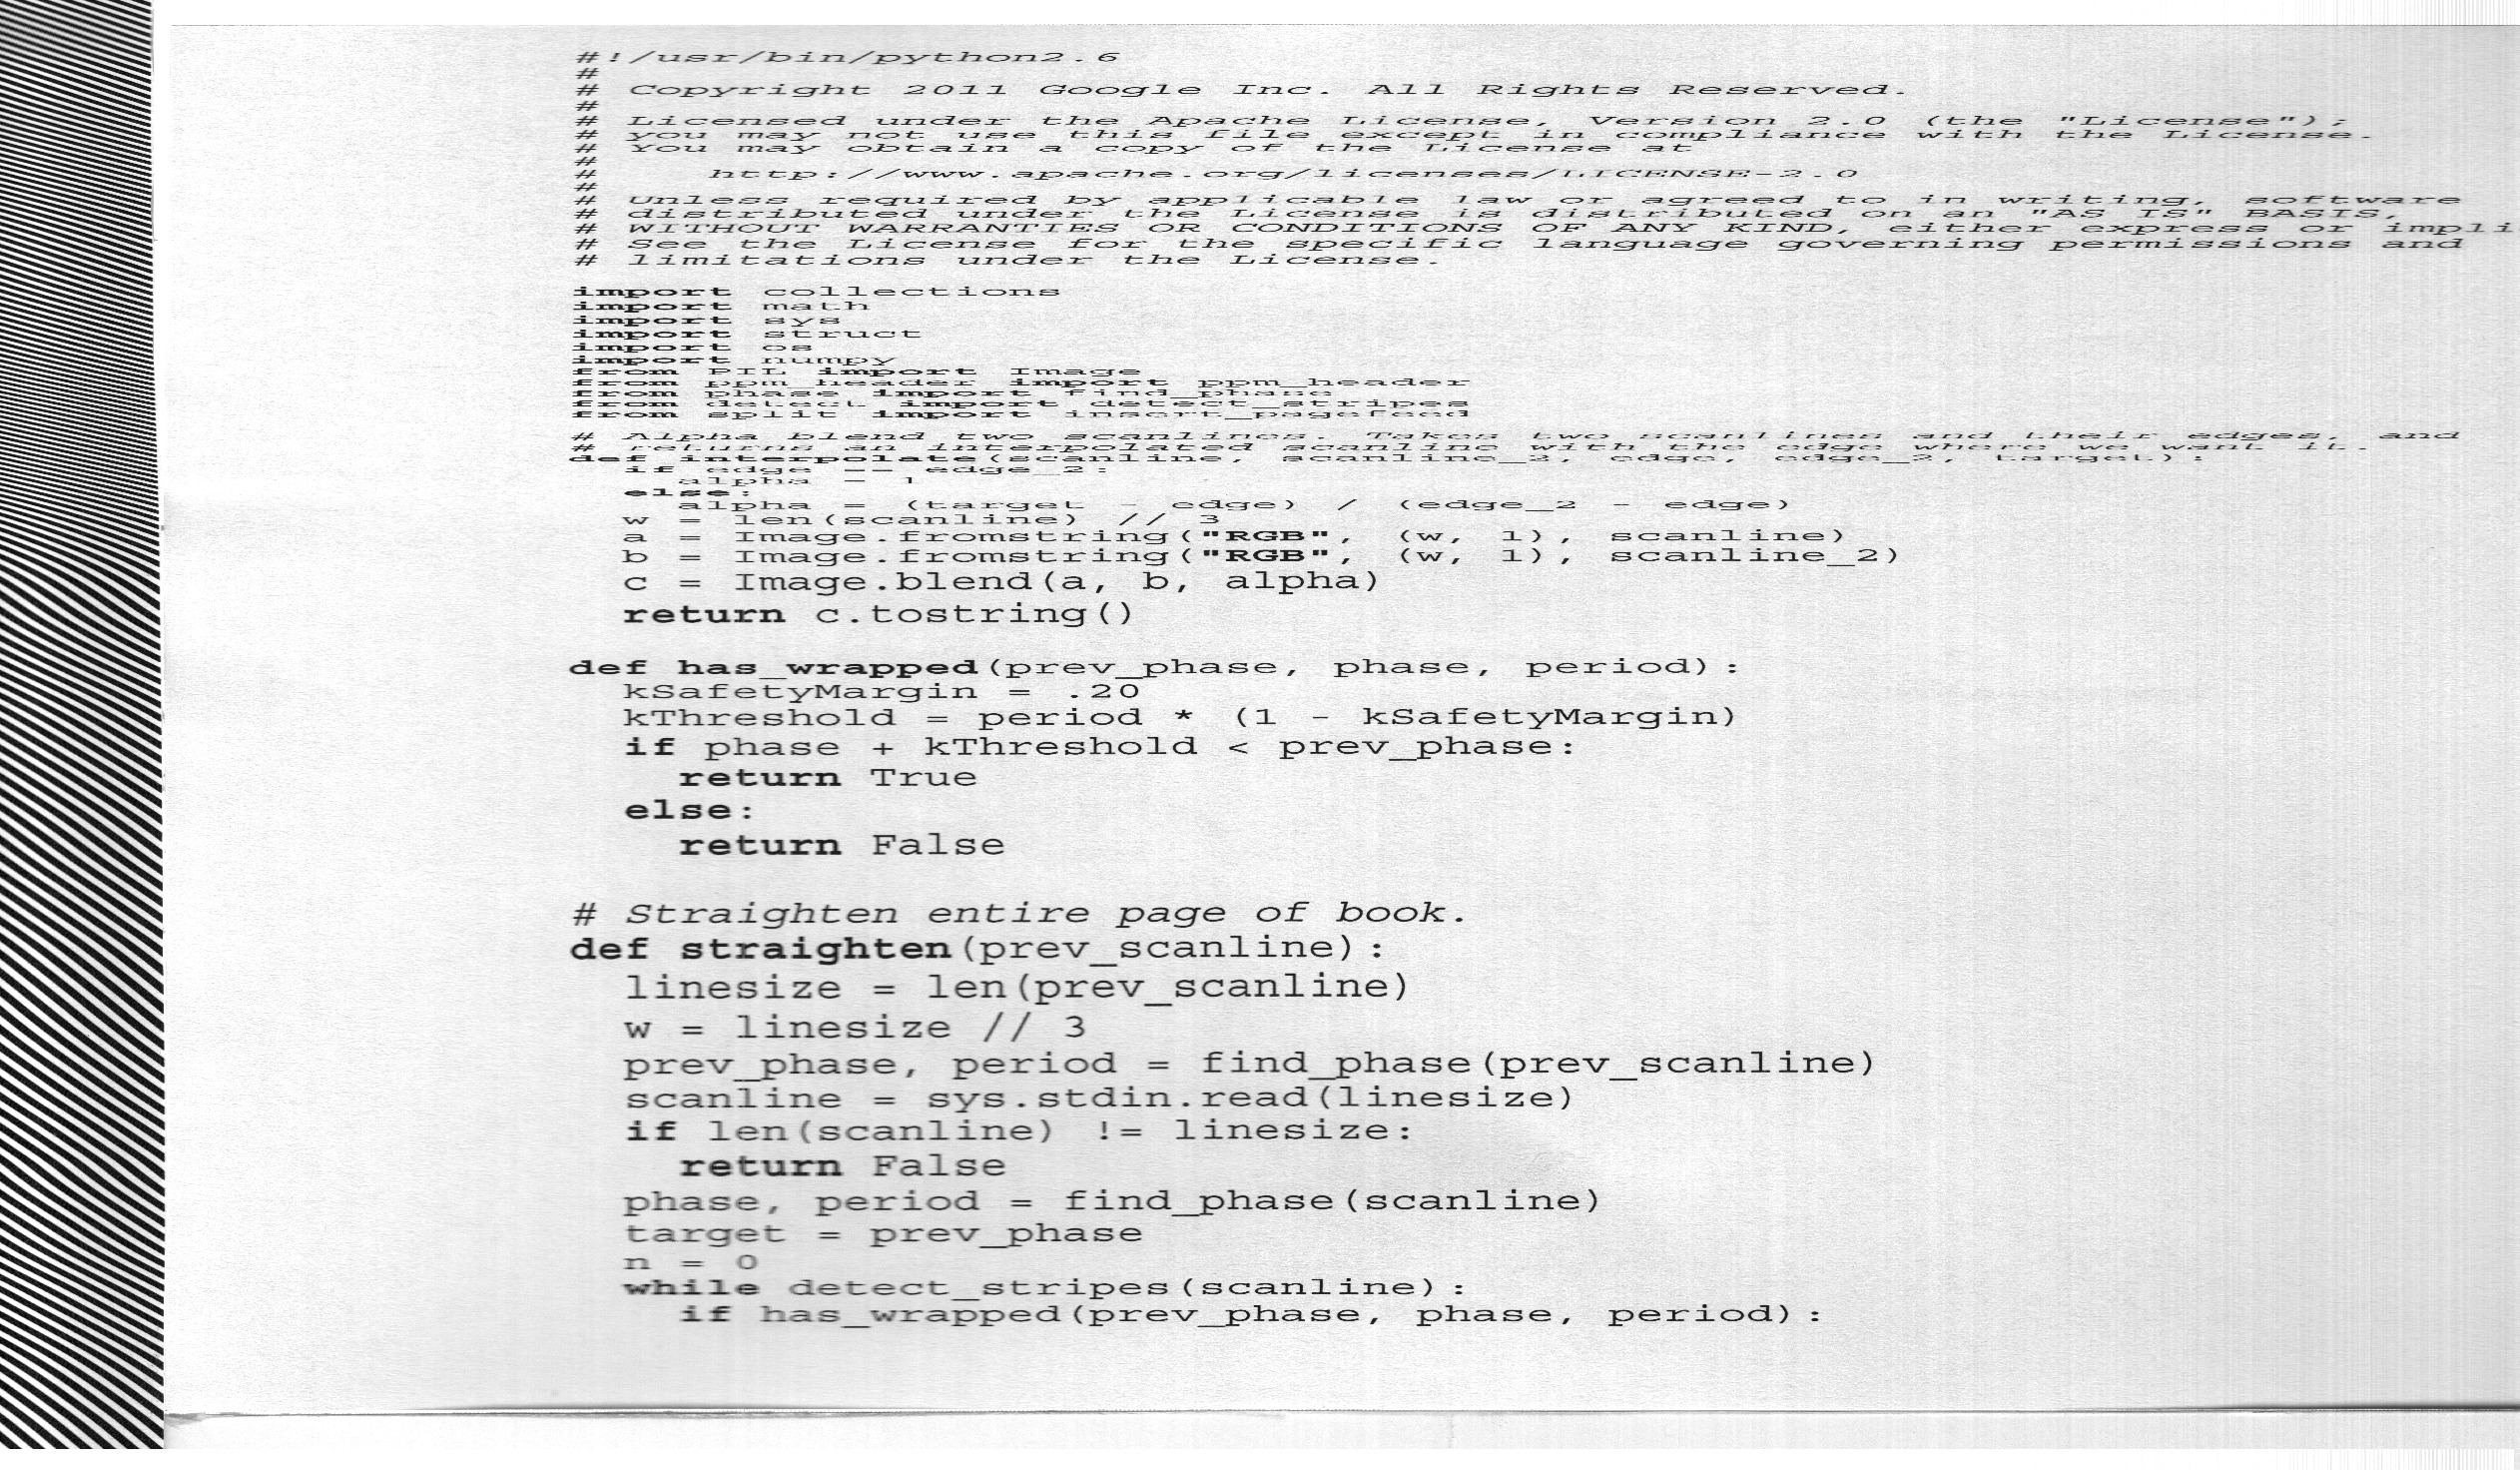 #!/usr/bin/python2.6
#
# Copyright 2011 Google Inc. All Rights Reserved.
#
# Licensed under the Apache License, Version 2.0 (the "License");
# you may not use this file except in compliance with the License.
# You may obtain a copy of the License at
#
#     http://www.apache.org/licenses/LICENSE-2.0
#
# Unless required by applicable law or agreed to in writing, software
# distributed under the License is distributed on an "AS IS" BASIS,
# WITHOUT WARRANTIES OR CONDITIONS OF ANY KIND, either express or impli
# See the License for the specific language governing permissions and
# limitations under the License.

import collections
import math
import sys
import struct
import os
import numpy
from PIL import Image
from ppm_header import ppm_header
from phase import find_phase
from detect import detect_stripes
from split import insert_pagefeed

# Alpha blend two scanlines. Takes two scanlines and their edges, and
# returns an interpolated scanline with the edge where we want it.
def interpolate(scanline, scanline_2, edge, edge_2, target):
  if edge == edge_2:
    alpha = 1
  else:
    alpha = (target - edge) / (edge_2 - edge)
  w = len(scanline) // 3
  a = Image.fromstring("RGB", (w, 1), scanline)
  b = Image.fromstring("RGB", (w, 1), scanline_2)
  c = Image.blend(a, b, alpha)
  return c.tostring()

def has_wrapped(prev_phase, phase, period):
  kSafetyMargin = .20
  kThreshold = period * (1 - kSafetyMargin)
  if phase + kThreshold < prev_phase:
    return True
  else:
    return False

# Straighten entire page of book.
def straighten(prev_scanline):
  linesize = len(prev_scanline)
  w = linesize // 3
  prev_phase, period = find_phase(prev_scanline)
  scanline = sys.stdin.read(linesize)
  if len(scanline) != linesize:
    return False
  phase, period = find_phase(scanline)
  target = prev_phase
  n = 0
  while detect_stripes(scanline):
    if has_wrapped(prev_phase, phase, period):